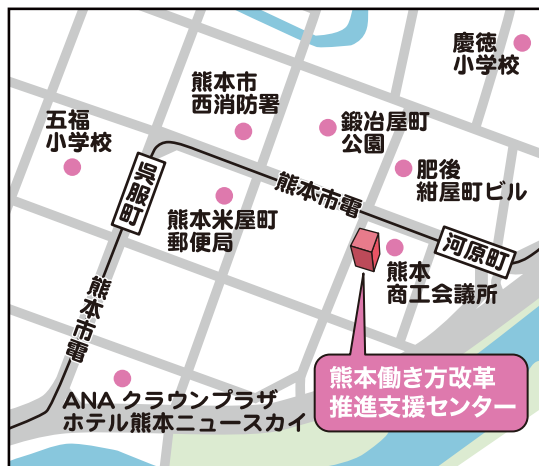 慶徳
小学校
熊本市
西消防署
五福
小学校
鍛冶屋町
公園
肥後
紺屋町ビル
呉服町
熊本市電
熊本米屋町
郵便局
河原町
熊本
商工会議所
熊本市電
熊本働き方改革
推進支援センター
ANA クラウンプラザ
ホテル熊本ニュースカイ